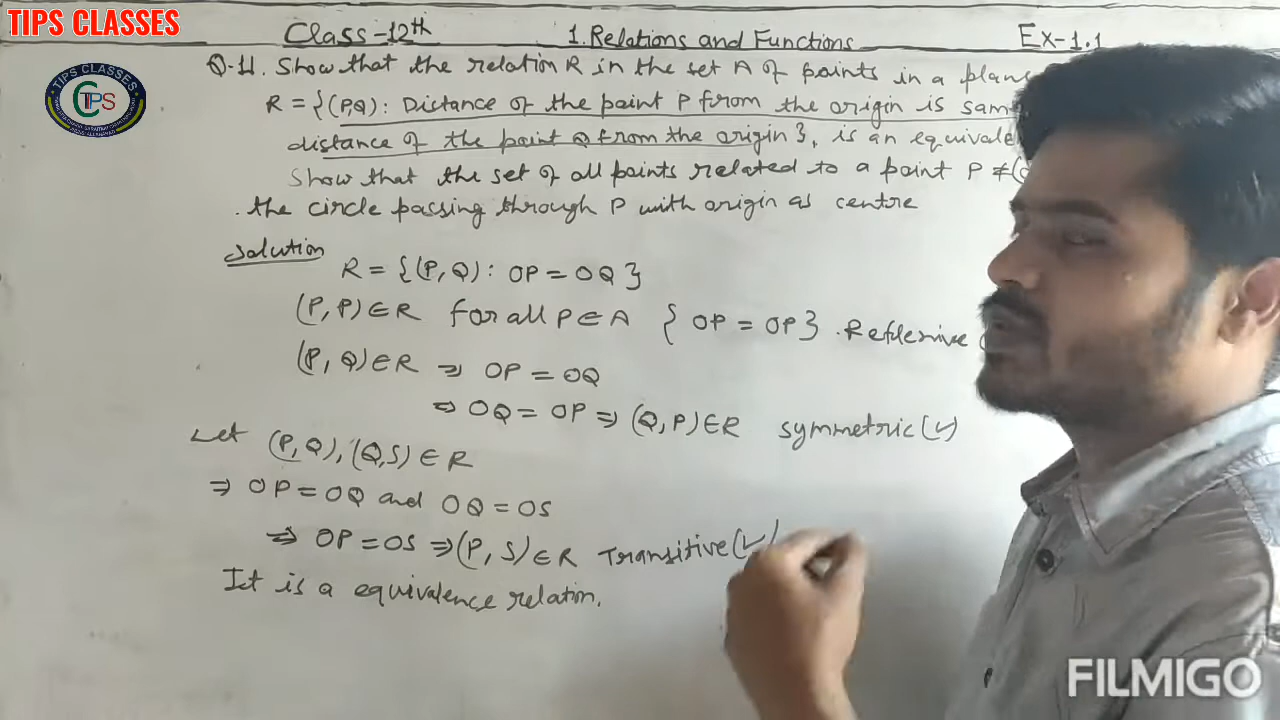 TIPS CLASSES
Class-12th 1. Relations and Functions Ex-1.1
TIPS CLASSES
TIPS
Q.11. Show that the relation R in the set A of points in a plane
R = {(P,Q): Distance of the point P from the origin is same
distance of the point Q from the origin}, is an
Show that the set of all points related to a point P ≠
the circle passing through P with origin as centre
Solution
R = {(P, Q): OP = OQ}
(P, P) ∈ R for all P ∈ A { OP = OP} . Reflexive
(P, Q) ∈ R ⇒ OP = OQ
⇒ OQ = OP ⇒ (Q, P) ∈ R symmetric(✓)
Let (P, Q), (Q,S) ∈ R
⇒ OP = OQ and OQ = OS
⇒ OP = OS ⇒ (P, S) ∈ R Transitive(✓)
It is a equivalence relation.
FILMIGO